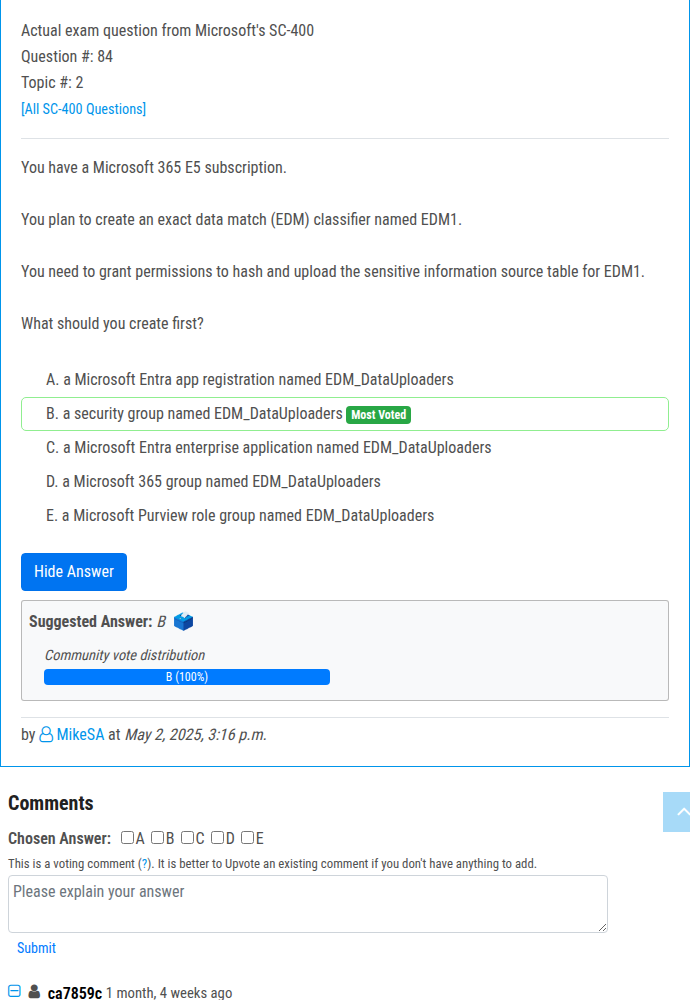 Actual exam question from Microsoft's SC-400
Question #: 84
Topic #: 2
[All SC-400 Questions]
You have a Microsoft 365 E5 subscription.
You plan to create an exact data match (EDM) classifier named EDM1.
You need to grant permissions to hash and upload the sensitive information source table for EDM1.
What should you create first?
A. a Microsoft Entra app registration named EDM_DataUploaders
B. a security group named EDM_DataUploaders Most Voted
C. a Microsoft Entra enterprise application named EDM_DataUploaders
D. a Microsoft 365 group named EDM_DataUploaders
E. a Microsoft Purview role group named EDM_DataUploaders
Hide Answer
Suggested Answer: B
Community vote distribution
B (100%)
by MikeSA at May 2, 2025, 3:16 p.m.
Comments
Chosen Answer: A B C D E
This is a voting comment (?). It is better to Upvote an existing comment if you don't have anything to add.
Please explain your answer
Submit
ca7859c 1 month, 4 weeks ago